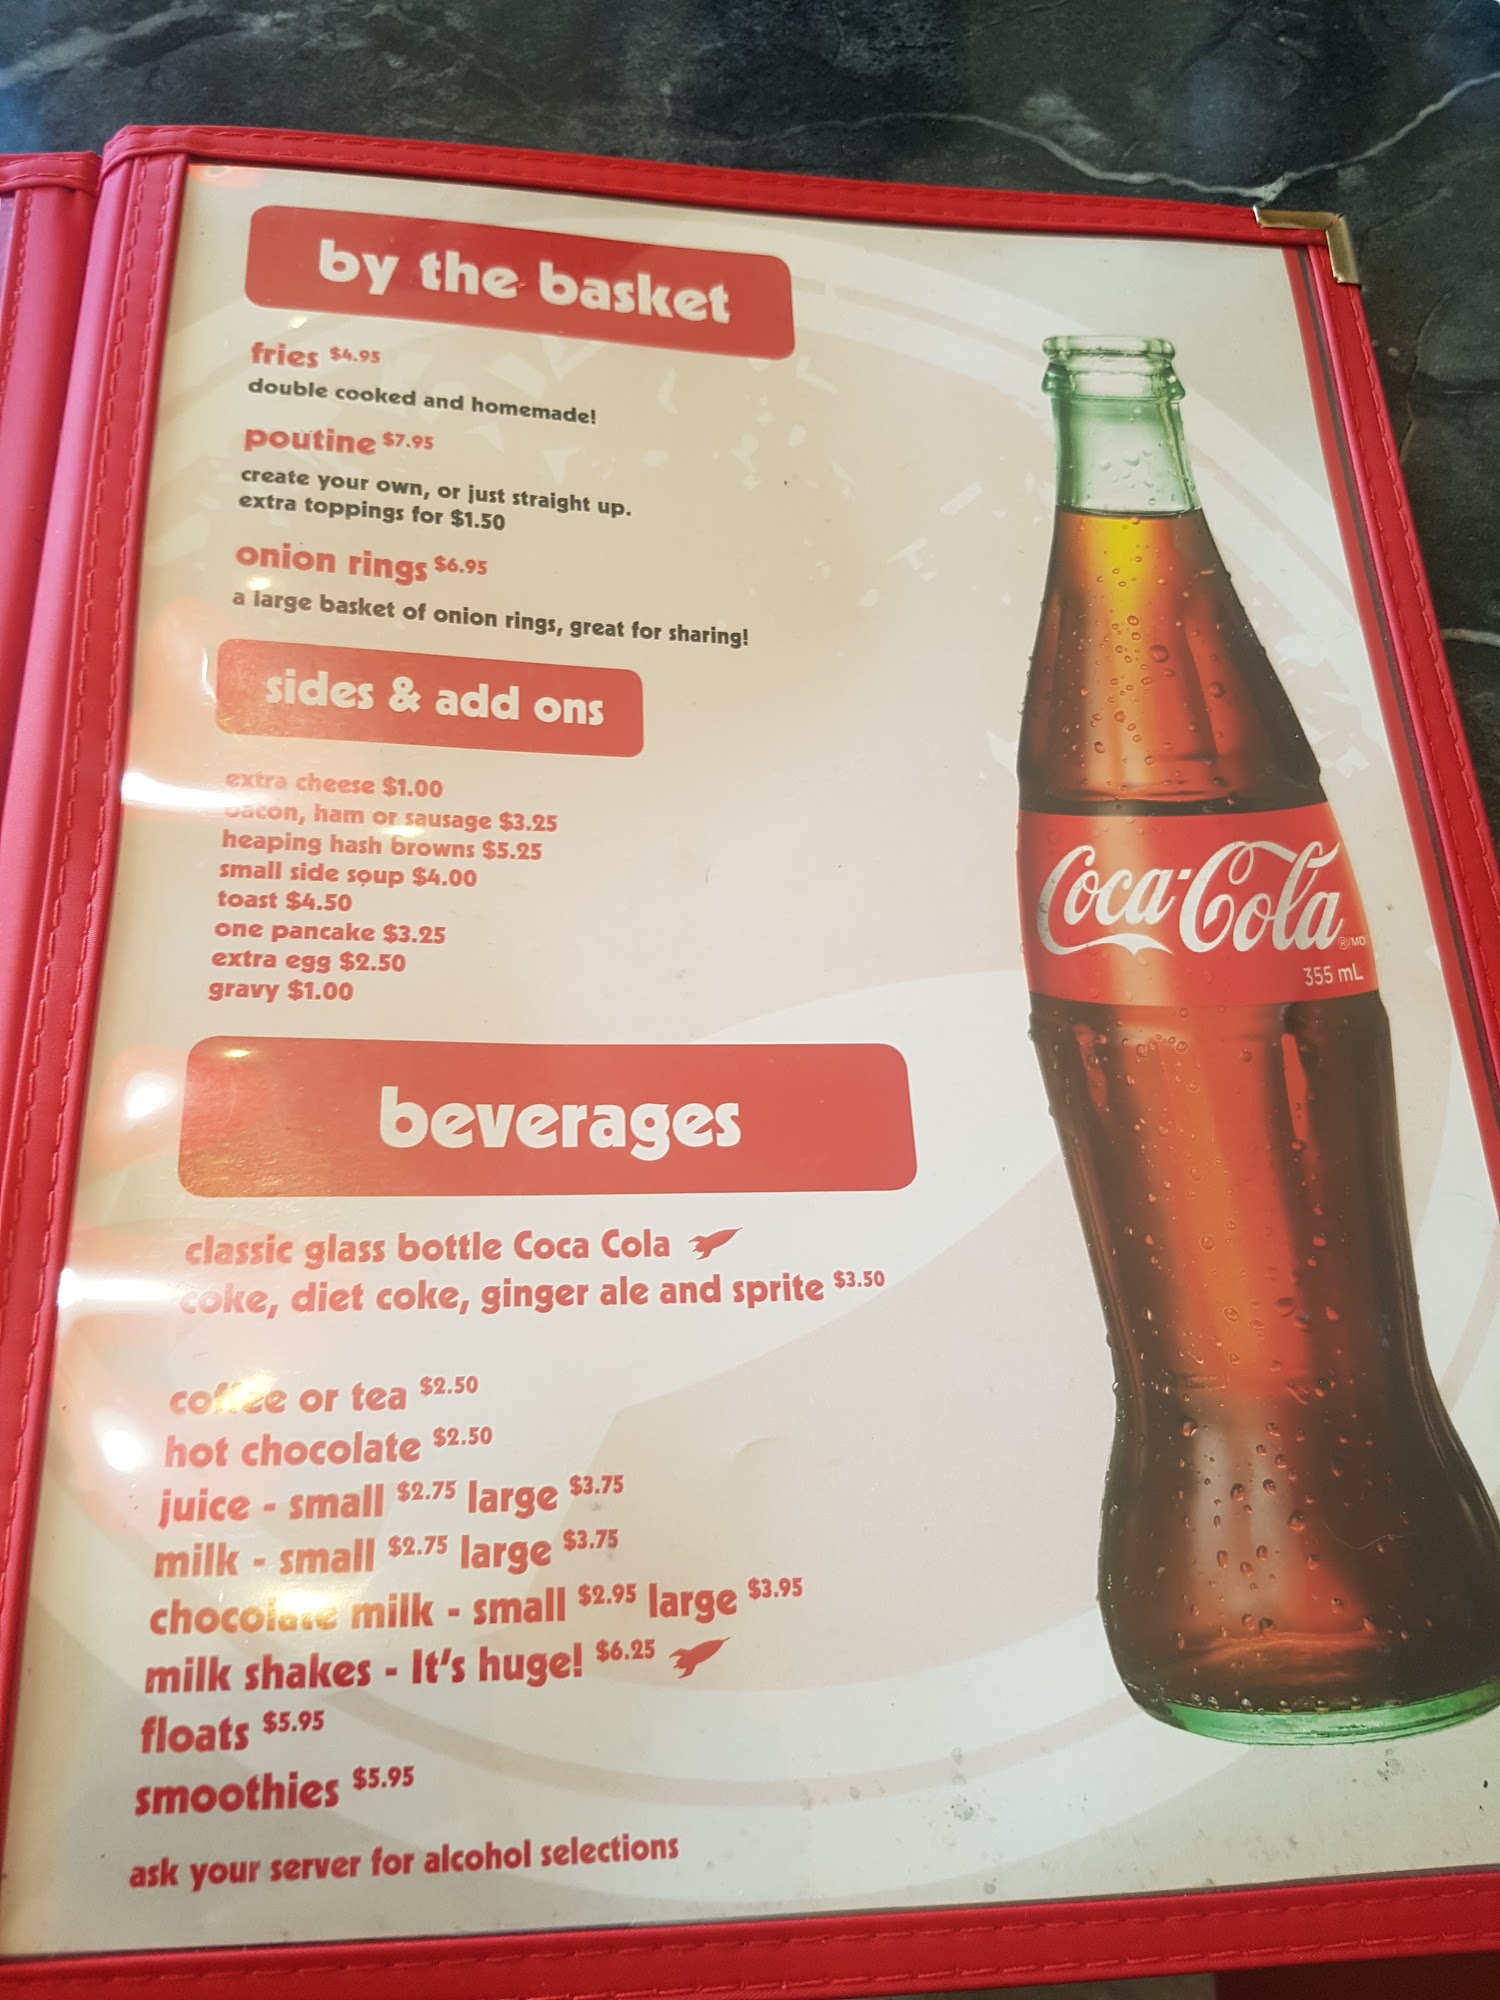 by the basket
fries $4.95
double cooked and homemade!
poutine $7.95
create your own, or just straight up.
extra toppings for $1.50
onion rings $6.95
a large basket of onion rings, great for sharing!
sides & add ons
extra cheese $1.00
bacon, ham or sausage $3.25
heaping hash browns $5.25
small side soup $4.00
toast $4.50
one pancake $3.25
extra egg $2.50
gravy $1.00
beverages
classic glass bottle Coca Cola
coke, diet coke, ginger ale and sprite $3.50
coffee or tea $2.50
hot chocolate $2.50
juice - small $2.75 large $3.75
milk - small $2.75 large $3.75
chocolate milk - small $2.95 large $3.95
milk shakes - It's huge! $6.25
floats $5.95
smoothies $5.95
ask your server for alcohol selections
Coca-Cola ®/MD
355 mL